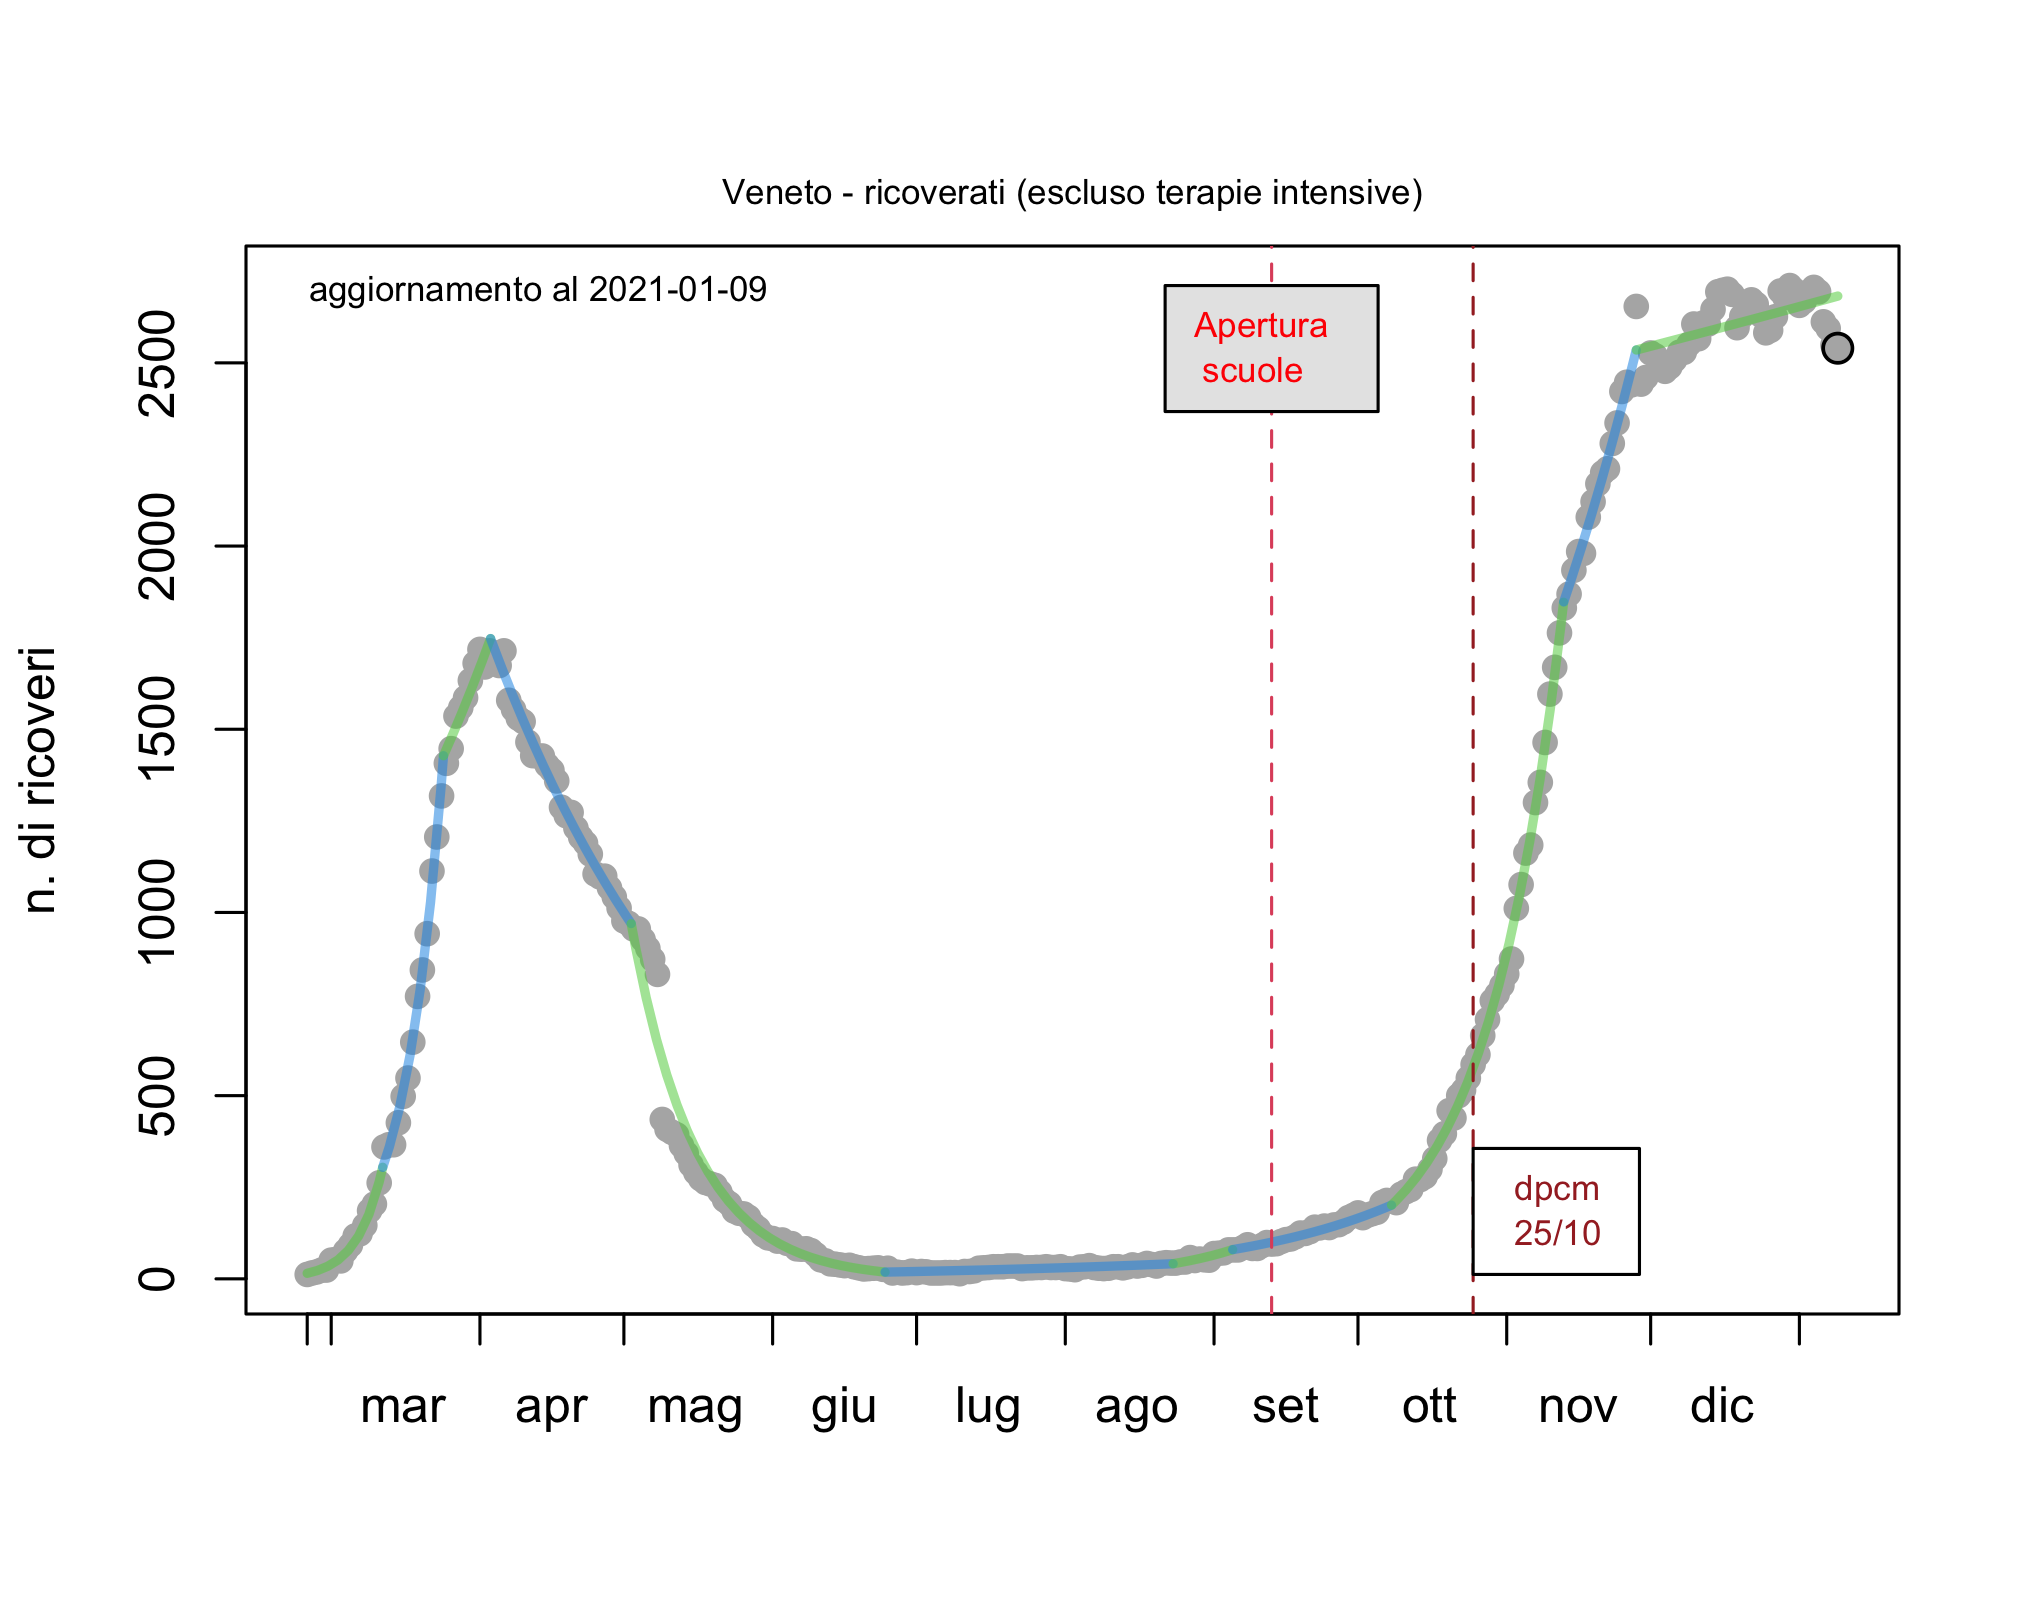 Veneto - ricoverati (escluso terapie intensive)
aggiornamento al 2021-01-09
Apertura
scuole
dpcm
25/10
n. di ricoveri
2500
2000
1500
1000
500
0
mar apr mag giu lug ago set ott nov dic